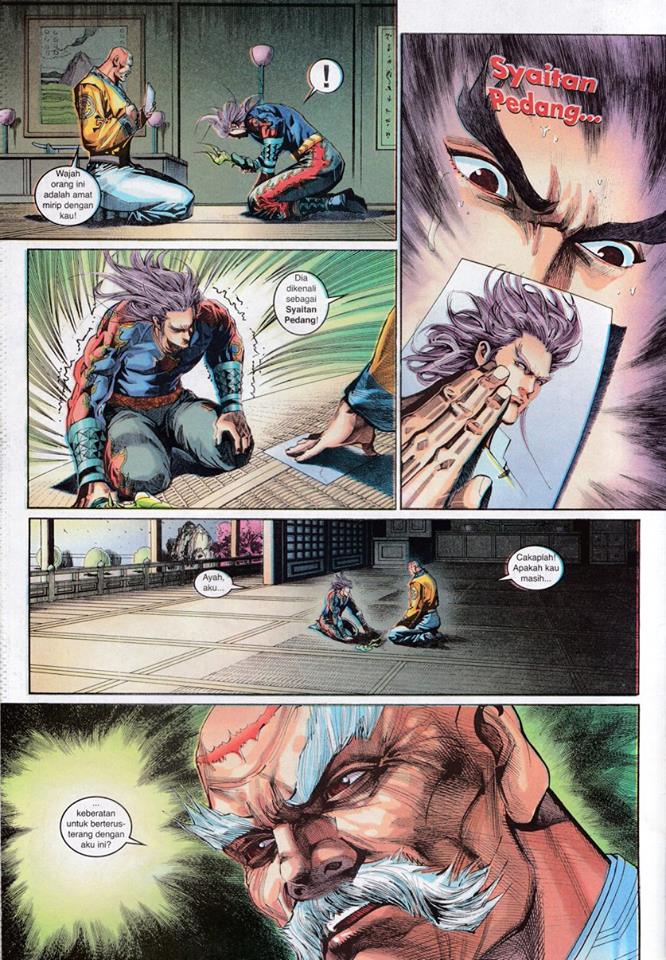 !
Wajah
orang ini
adalah amat
mirip dengan
kau!
Syaitan
Pedang...
Dia
dikenali
sebagai
Syaitan
Pedang!
Ayah,
aku...
Cakaplah!
Apakah kau
masih...
...
keberatan
untuk berterus-
terang dengan
aku ini?